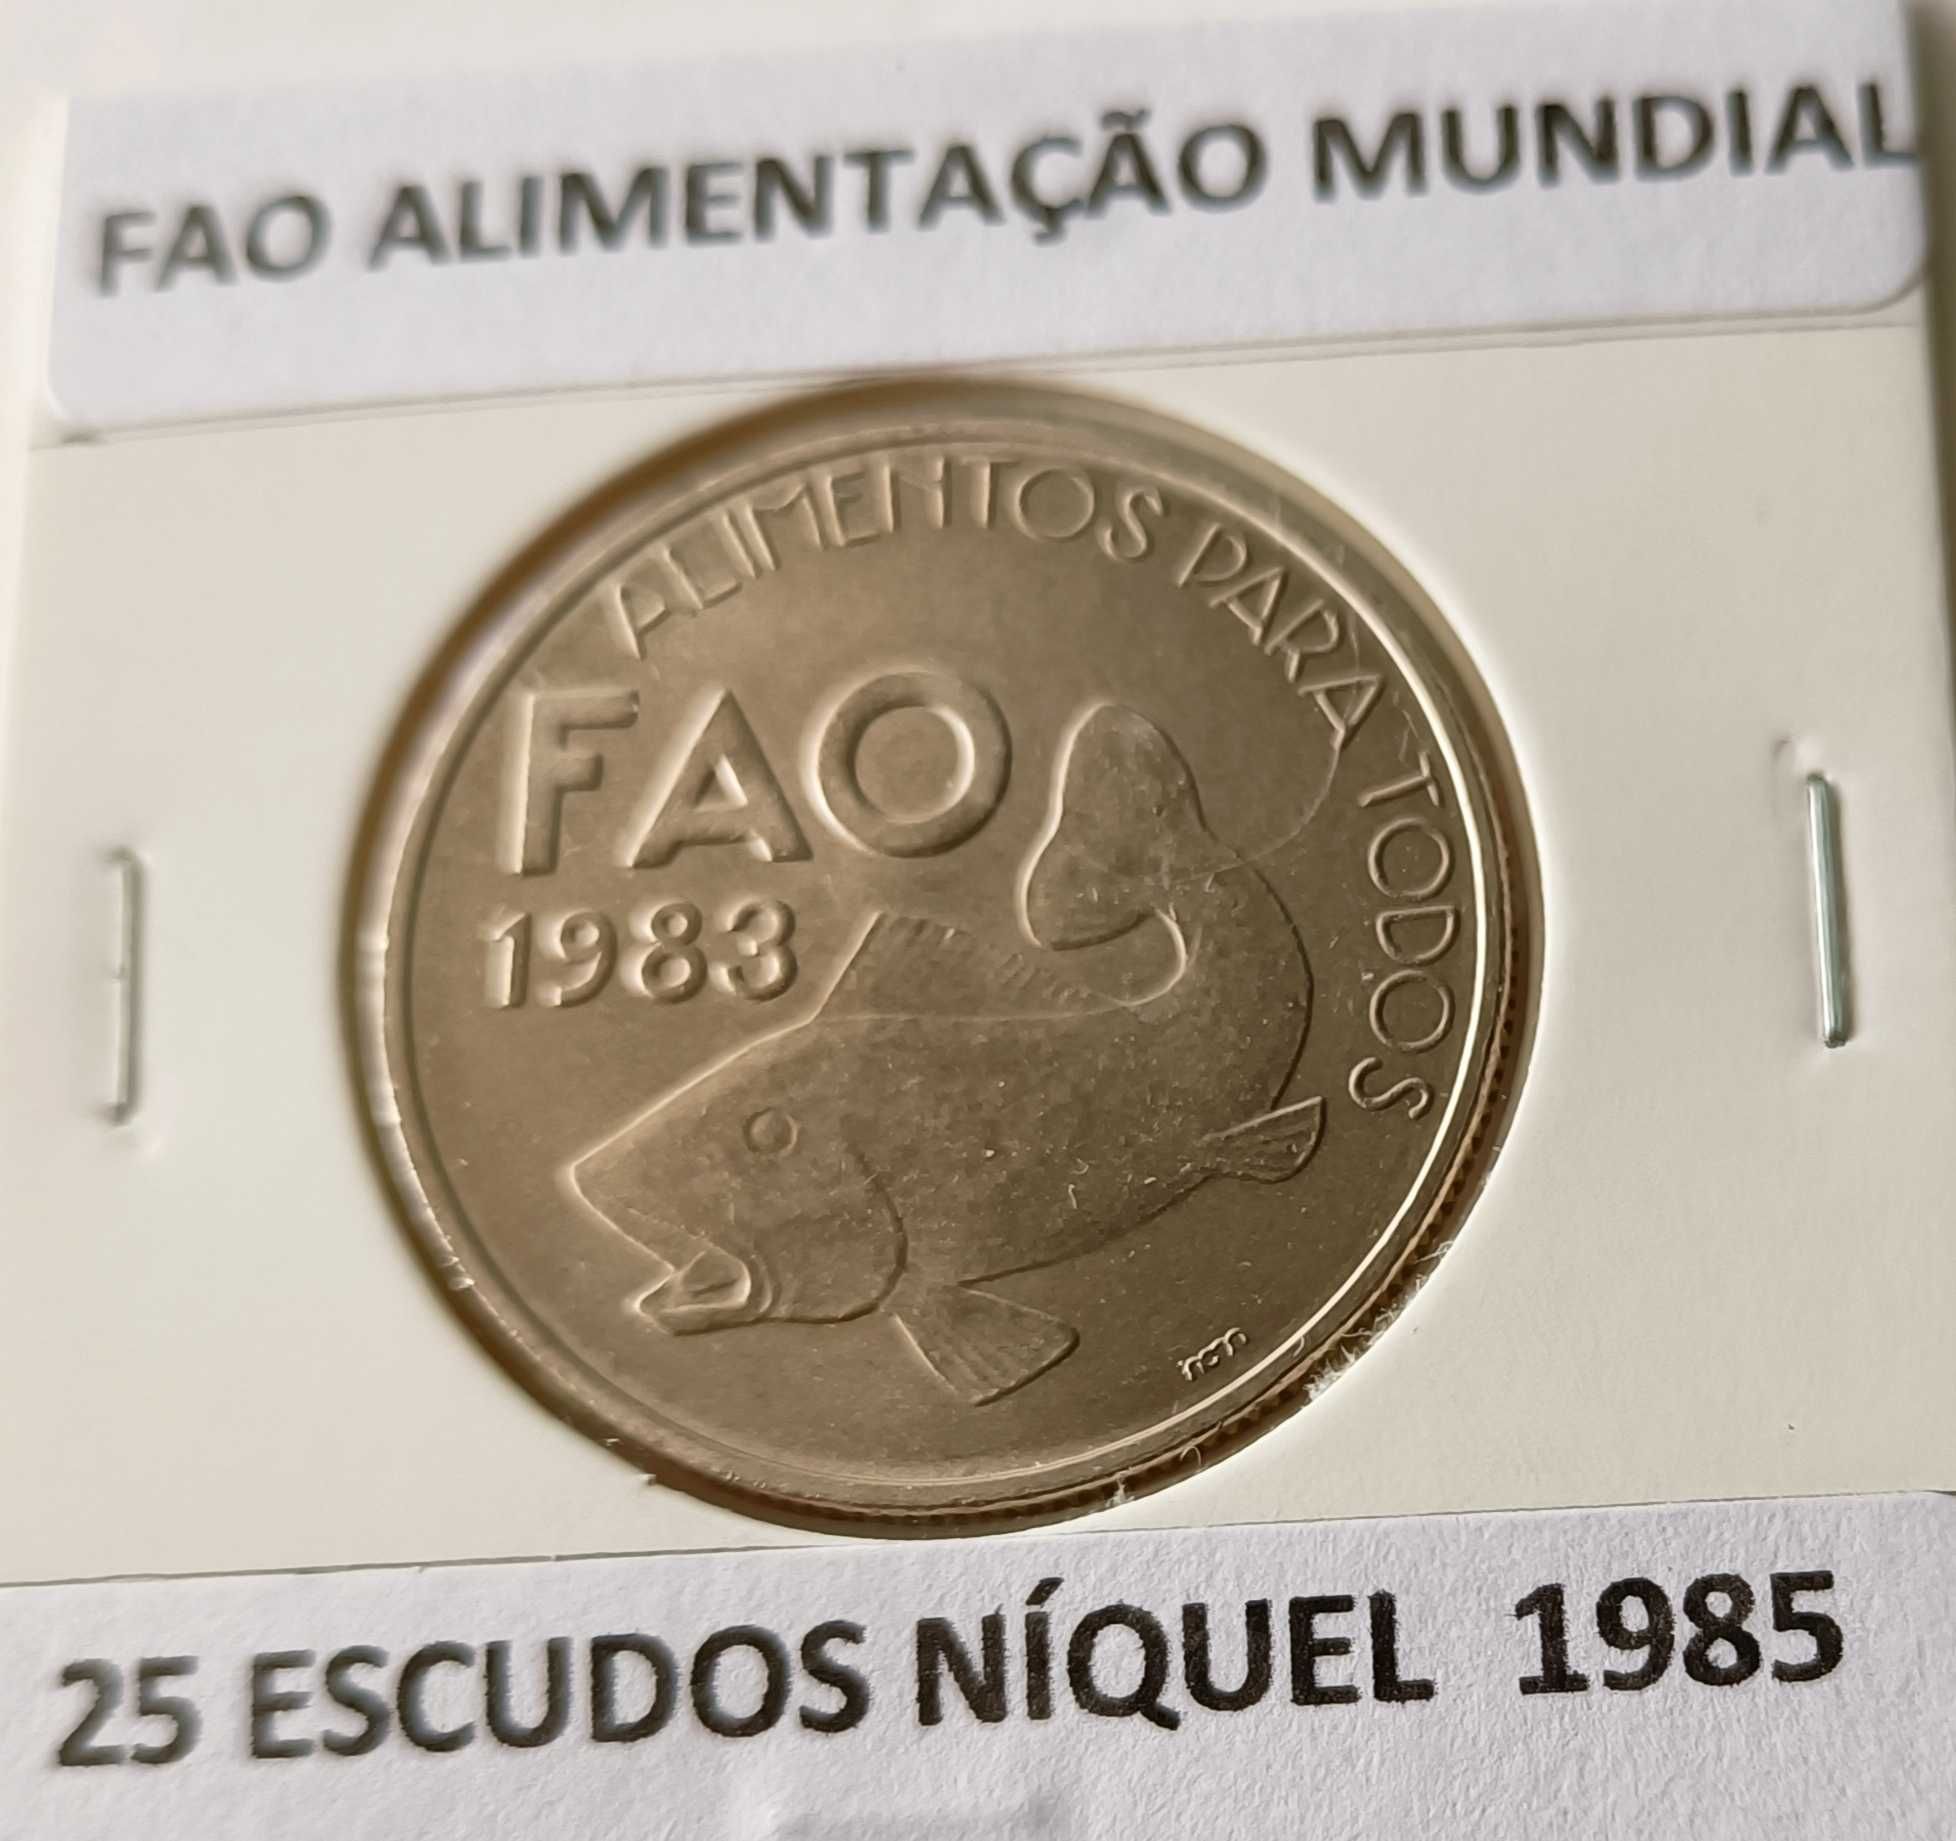 FAO ALIMENTAÇÃO MUNDIAL
ALIMENTOS PARA TODOS
FAO
1983
25 ESCUDOS NÍQUEL 1985